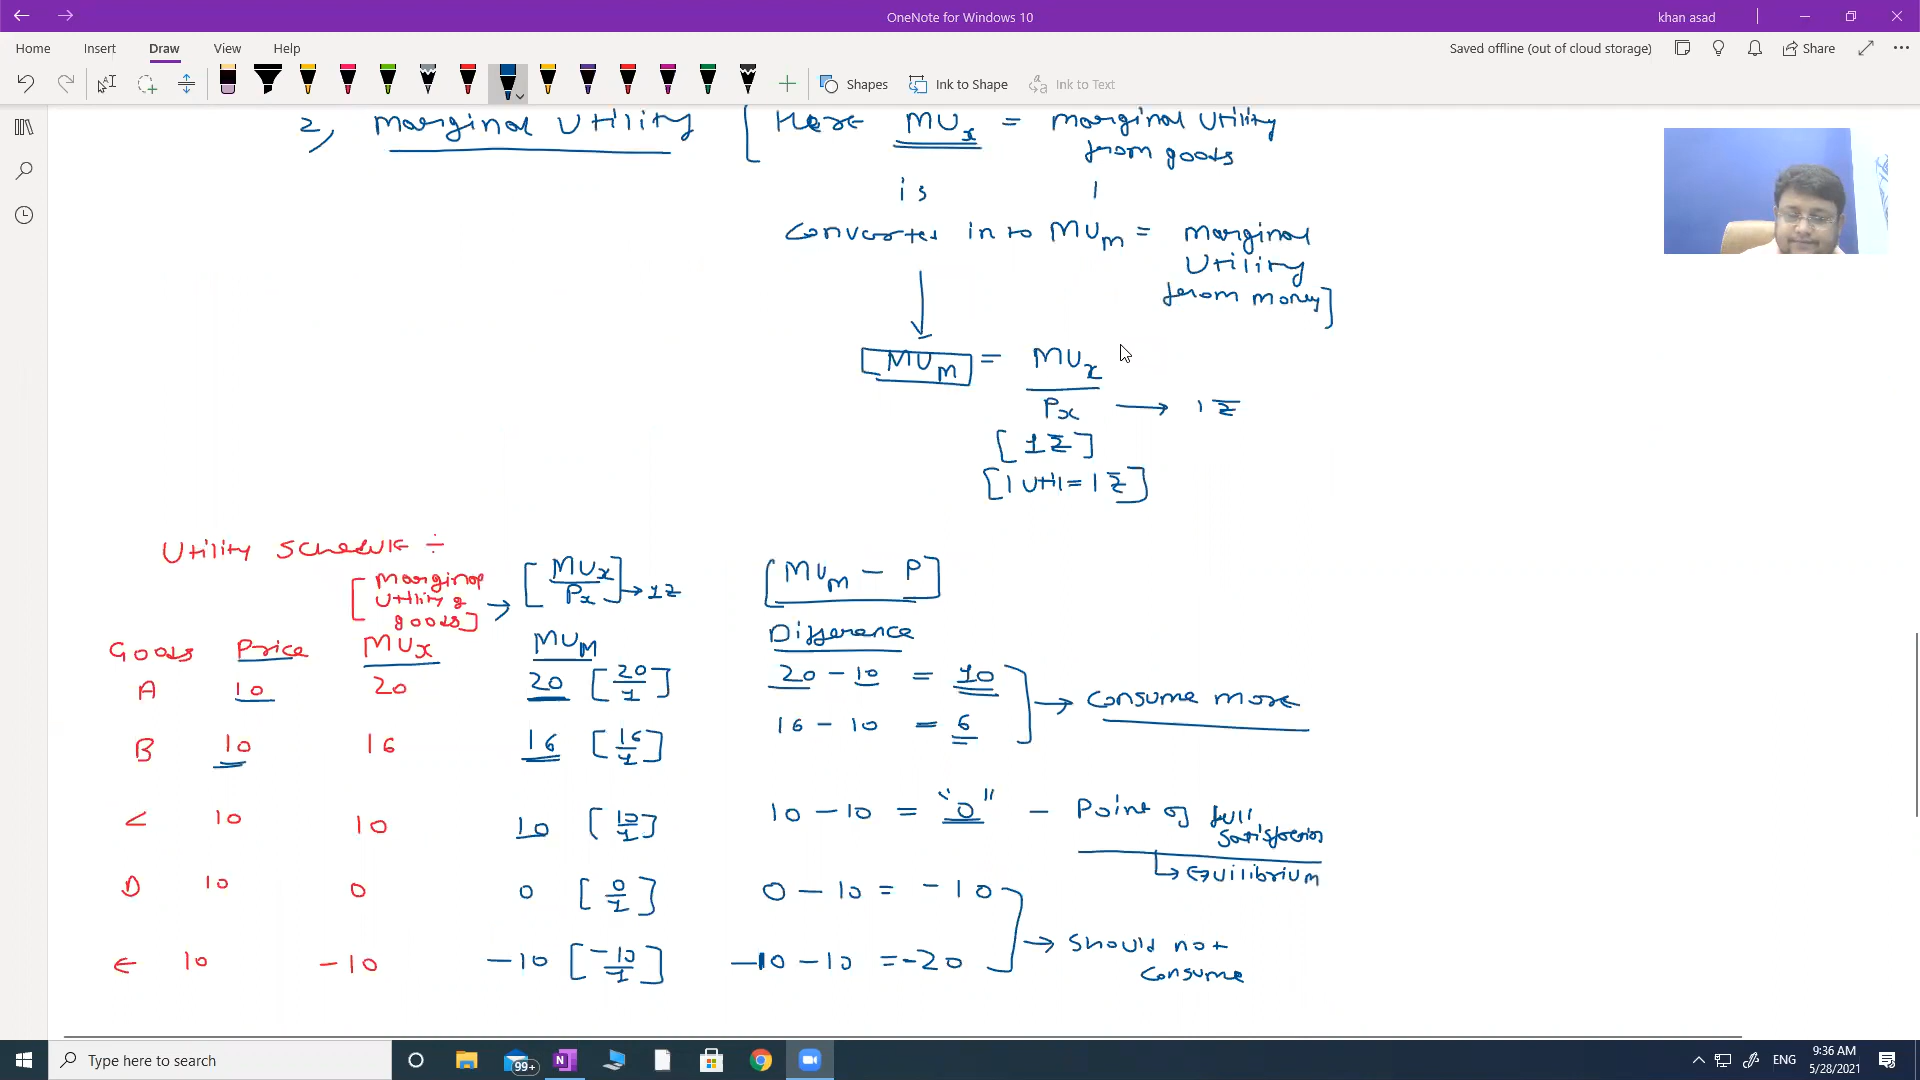 OneNote for Windows 10
khan asad
Home Insert Draw View Help
Saved offline (out of cloud storage)
Share
Shapes
Ink to Shape
Ink to Text
2, Marginal Utility [ Here MUx = Marginal Utility
from goods
is
Converted in to MUm = Marginal
Utility
from money]
MUm = MUx
Px → 1₹
[1₹]
[1 util = 1₹]
Utility Schedule ÷
[Marginal
Utility of
goods] →
[MUx
Px] → 1₹
[MUm - P]
Goods Price MUx MUm Difference
A 10 20 20 [20/1] 20 - 10 = 10
B 10 16 16 [16/1] 16 - 10 = 6
→ Consume more
C 10 10 10 [10/1] 10 - 10 = "0" - Point of full
satisfaction
↳ Equilibrium
D 10 0 0 [0/1] 0 - 10 = -10
→ Should not
consume
E 10 -10 -10 [-10/1] -10 - 10 = -20
Type here to search
99+
ENG
9:36 AM
5/28/2021